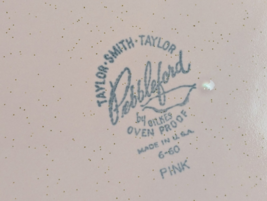 TAYLOR·SMITH·TAYLOR
Pebbleford
by
OVEN PROOF
MADE IN U.S.A
6-60
PINK